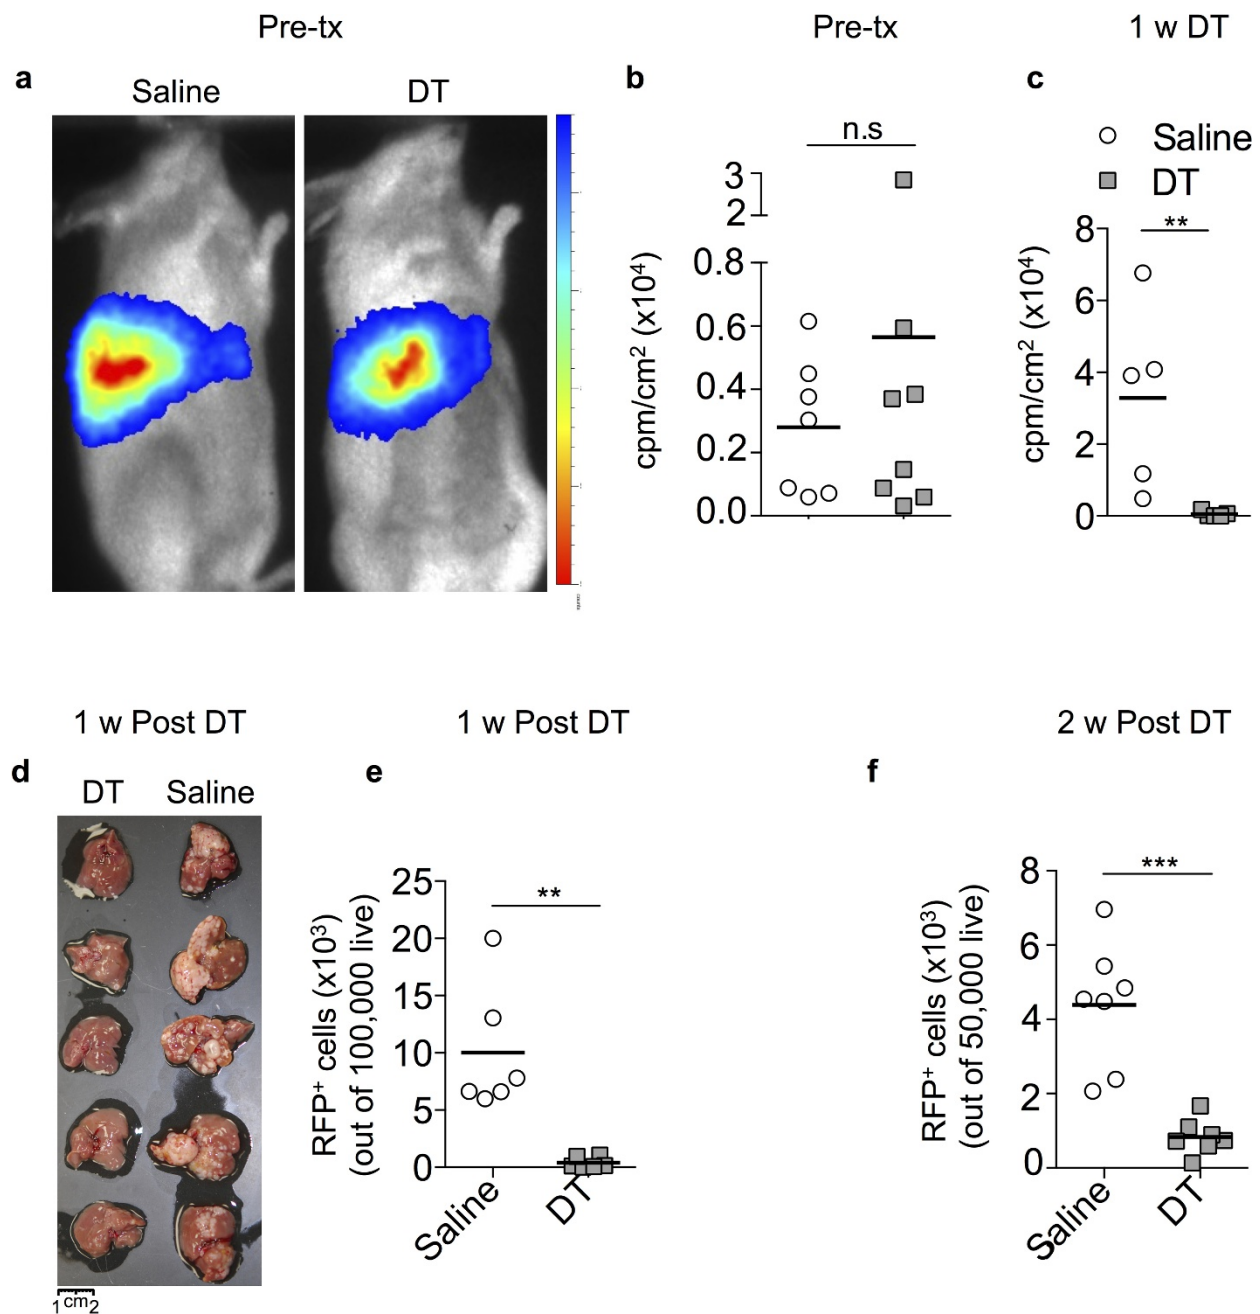 Pre-tx
Pre-tx
1 w DT
a
Saline
DT
b
n.s
3
2
0.8
0.6
0.4
0.2
0.0
cpm/cm² (x10⁴)
c
Saline
DT
**
8
6
4
2
0
cpm/cm² (x10⁴)
counts
1 w Post DT
1 w Post DT
2 w Post DT
d
DT
Saline
1 cm 2
e
**
25
20
15
10
5
0
RFP⁺ cells (x10³)
(out of 100,000 live)
Saline
DT
f
***
8
6
4
2
0
RFP⁺ cells (x10³)
(out of 50,000 live)
Saline
DT